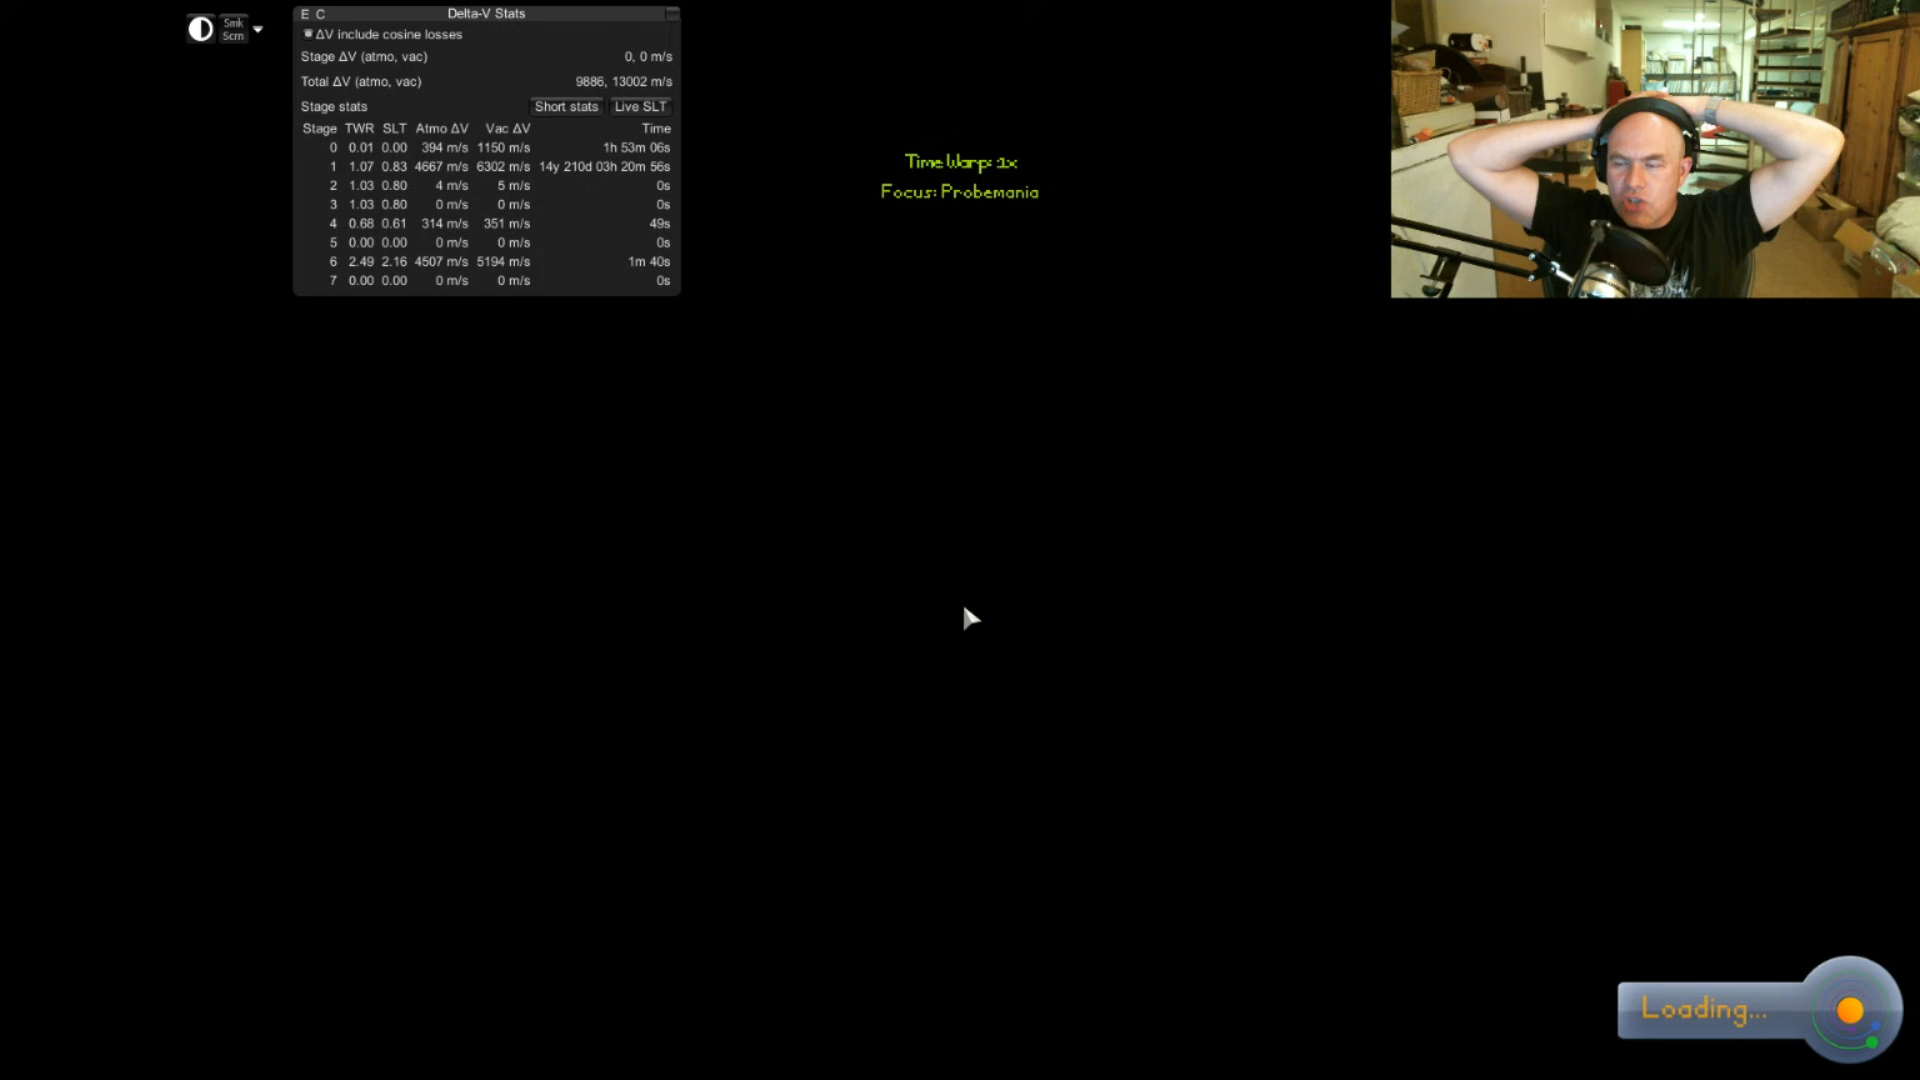 Smk
Scrn
E C Delta-V Stats
ΔV include cosine losses
Stage ΔV (atmo, vac) 0, 0 m/s
Total ΔV (atmo, vac) 9886, 13002 m/s
Stage stats Short stats Live SLT
Stage TWR SLT Atmo ΔV Vac ΔV Time
0 0.01 0.00 394 m/s 1150 m/s 1h 53m 06s
1 1.07 0.83 4667 m/s 6302 m/s 14y 210d 03h 20m 56s
2 1.03 0.80 4 m/s 5 m/s 0s
3 1.03 0.80 0 m/s 0 m/s 0s
4 0.68 0.61 314 m/s 351 m/s 49s
5 0.00 0.00 0 m/s 0 m/s 0s
6 2.49 2.16 4507 m/s 5194 m/s 1m 40s
7 0.00 0.00 0 m/s 0 m/s 0s
Time Warp: 1x
Focus: Probemania
Loading...